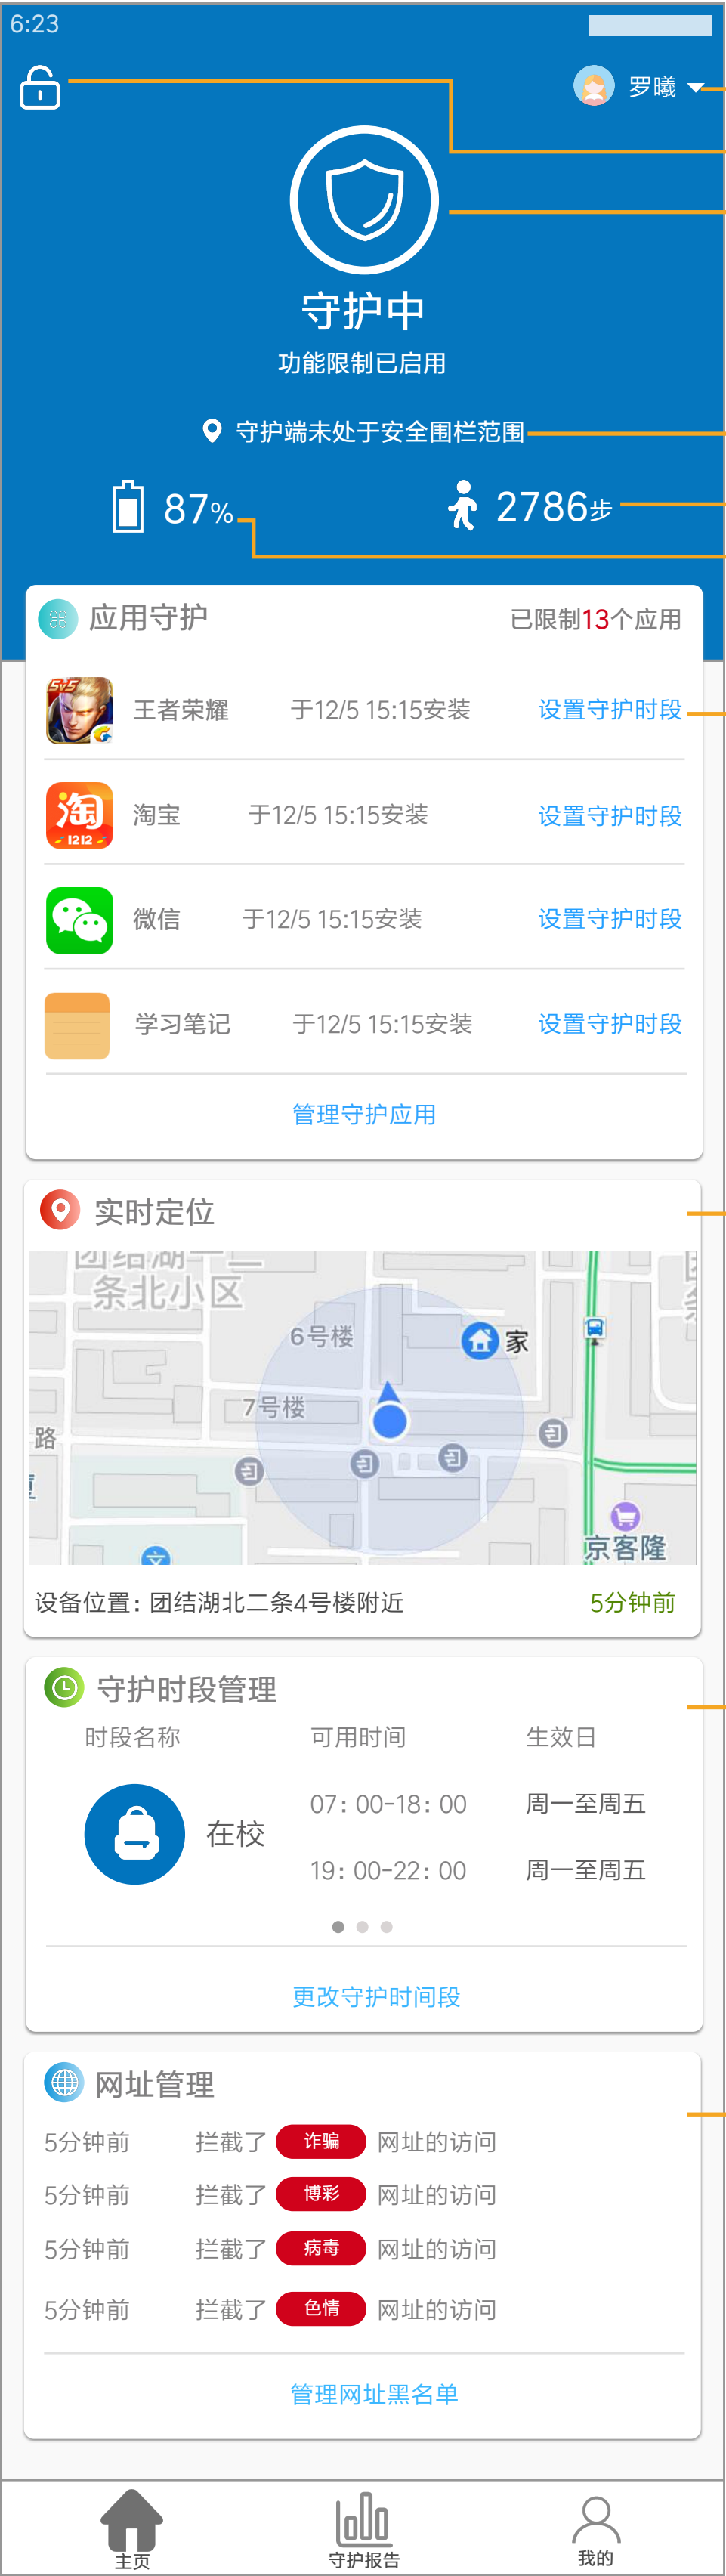 6:23
罗曦
守护中
功能限制已启用
守护端未处于安全围栏范围
87% 2786步
应用守护 已限制13个应用
5v5
王者荣耀 于12/5 15:15安装 设置守护时段
淘
1212
淘宝 于12/5 15:15安装 设置守护时段
微信 于12/5 15:15安装 设置守护时段
学习笔记 于12/5 15:15安装 设置守护时段
管理守护应用
实时定位
团结湖一二
条北小区
6号楼 家
7号楼
路
文
京客隆
设备位置：团结湖北二条4号楼附近 5分钟前
守护时段管理
时段名称 可用时间 生效日
07：00-18：00 周一至周五
在校
19：00-22：00 周一至周五
更改守护时间段
网址管理
5分钟前 拦截了 诈骗 网址的访问
5分钟前 拦截了 博彩 网址的访问
5分钟前 拦截了 病毒 网址的访问
5分钟前 拦截了 色情 网址的访问
管理网址黑名单
主页 守护报告 我的